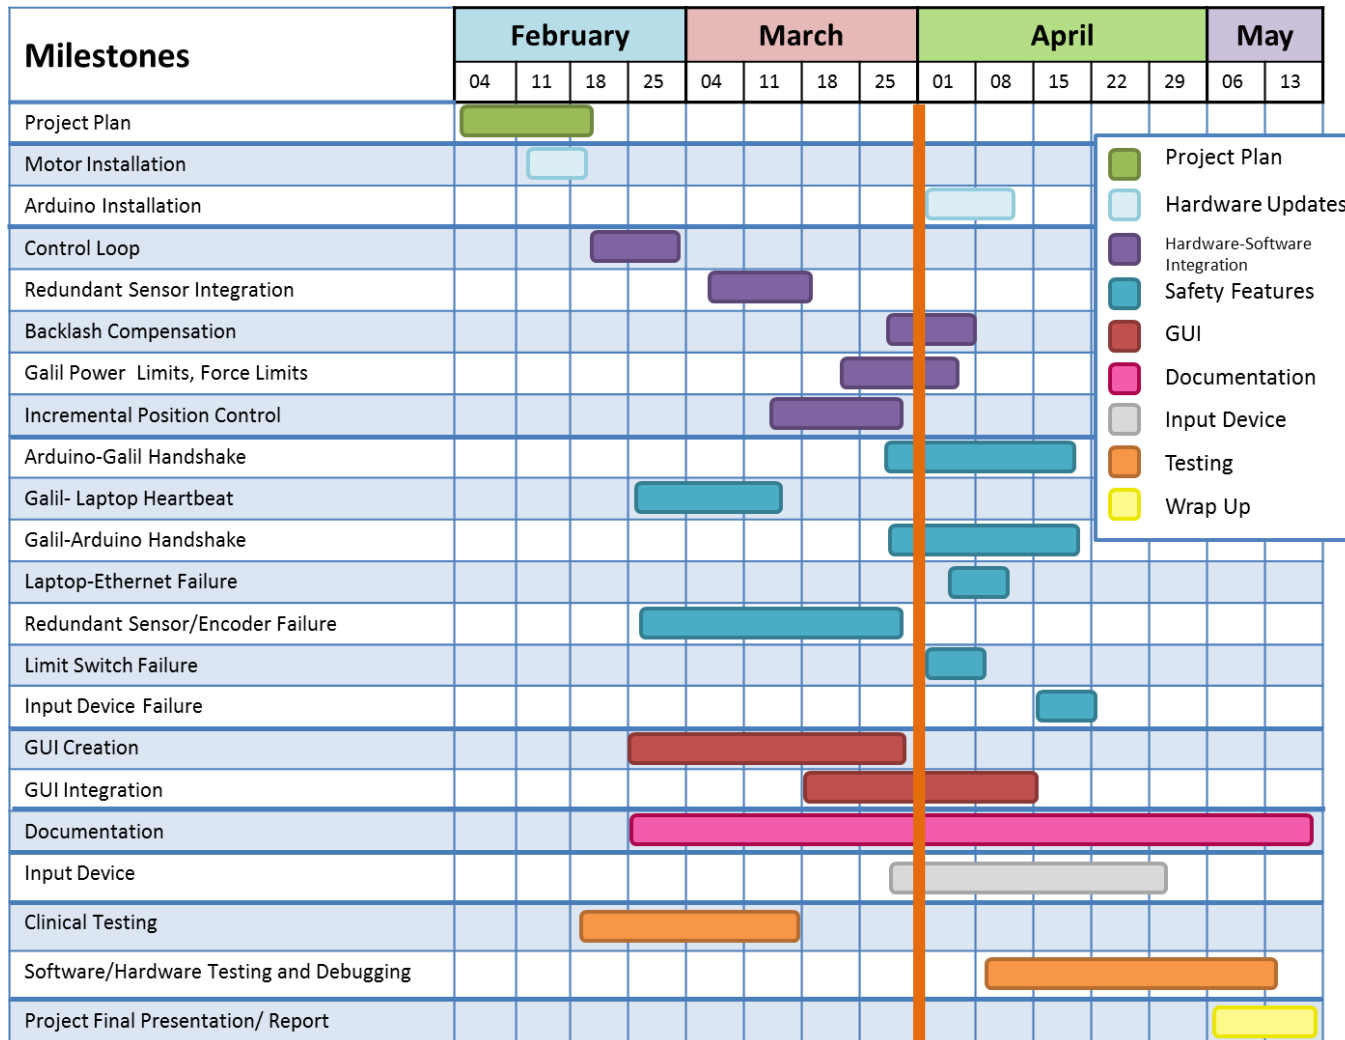 Milestones
February March April May
04 11 18 25 04 11 18 25 01 08 15 22 29 06 13
Project Plan
Motor Installation
Arduino Installation
Control Loop
Redundant Sensor Integration
Backlash Compensation
Galil Power Limits, Force Limits
Incremental Position Control
Arduino-Galil Handshake
Galil- Laptop Heartbeat
Galil-Arduino Handshake
Laptop-Ethernet Failure
Redundant Sensor/Encoder Failure
Limit Switch Failure
Input Device Failure
GUI Creation
GUI Integration
Documentation
Input Device
Clinical Testing
Software/Hardware Testing and Debugging
Project Final Presentation/ Report
Project Plan
Hardware Updates
Hardware-Software
Integration
Safety Features
GUI
Documentation
Input Device
Testing
Wrap Up